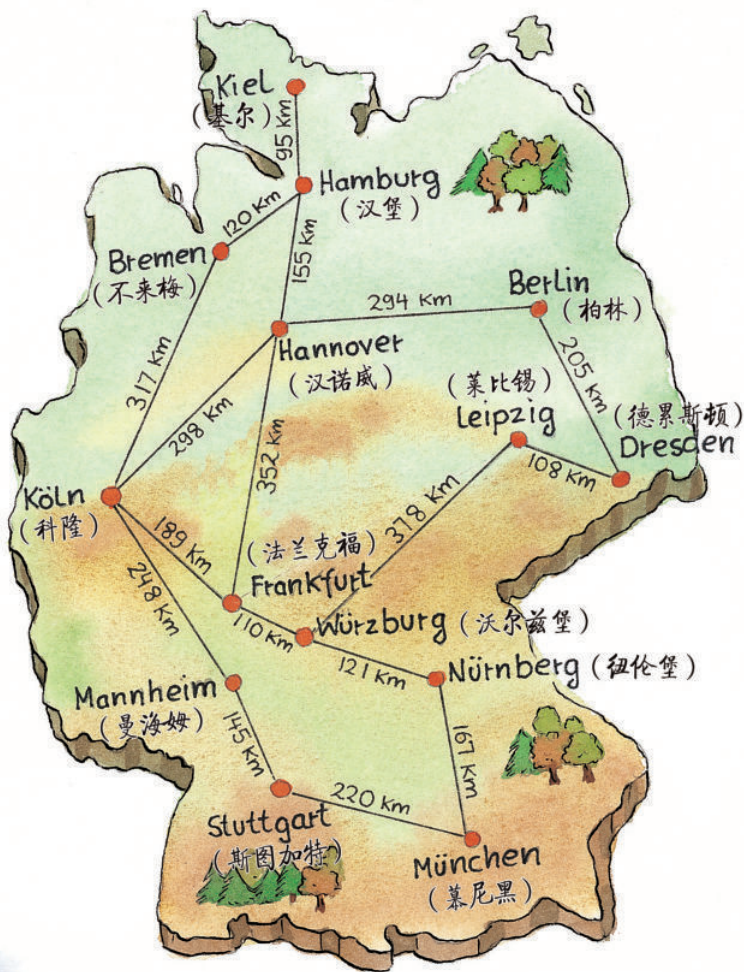 Kiel
(基尔)
95 Km
Hamburg
(汉堡)
120 Km
Bremen
(不来梅)
155 Km
294 Km
Berlin
(柏林)
Hannover
(汉诺威)
317 Km
298 Km
352 Km
205 Km
(莱比锡)
Leipzig
(德累斯顿)
Dresden
108 Km
378 Km
Köln
(科隆)
189 Km
(法兰克福)
Frankfurt
248 Km
110 Km
Würzburg (沃尔兹堡)
121 Km
Nürnberg (纽伦堡)
Mannheim
(曼海姆)
145 Km
167 Km
220 Km
Stuttgart
(斯图加特)
München
(慕尼黑)